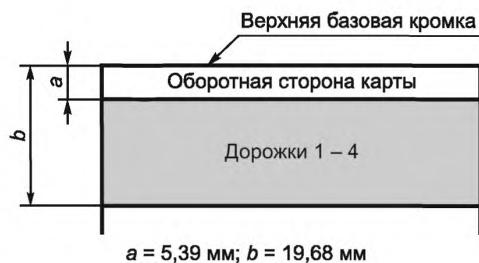 Верхняя базовая кромка
a
Оборотная сторона карты
b
Дорожки 1 – 4
a = 5,39 мм; b = 19,68 мм